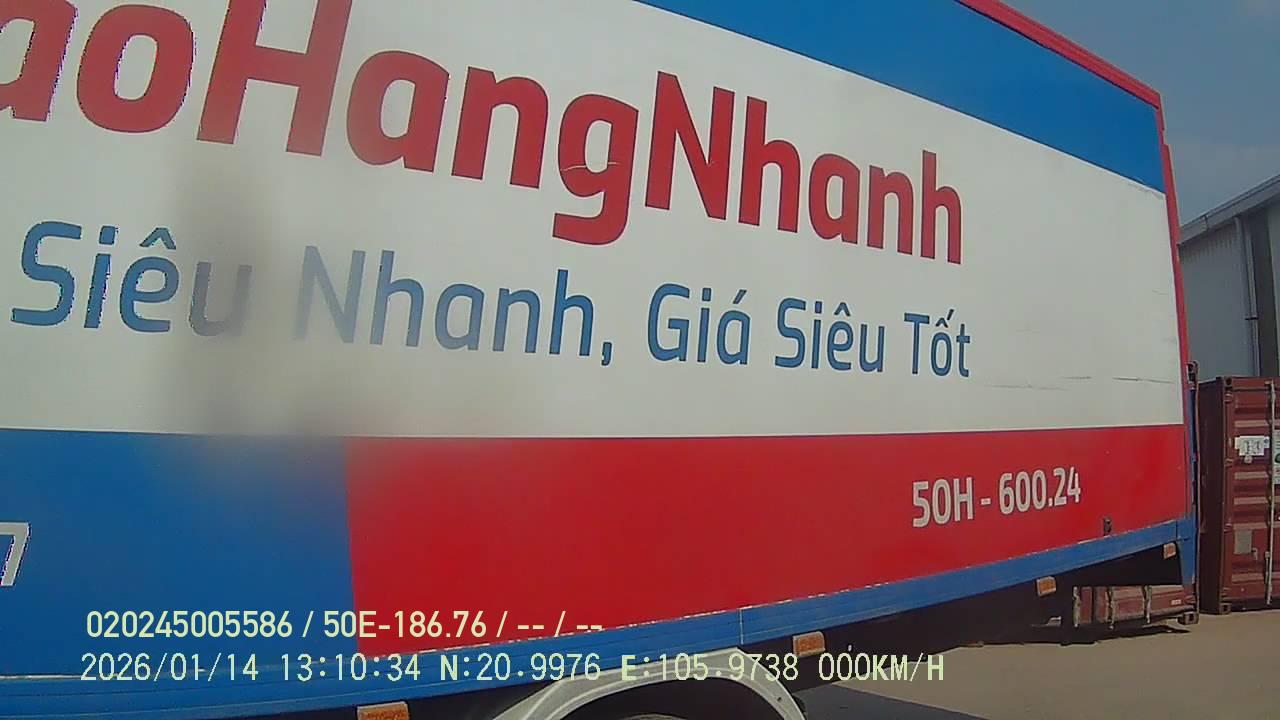 aoHangNhanh
Siêu Nhanh, Giá Siêu Tốt
50H - 600.24
7
020245005586 / 50E-186.76 / -- / --
2026/01/14 13:10:34 N:20.9976 E:105.9738 000KM/H